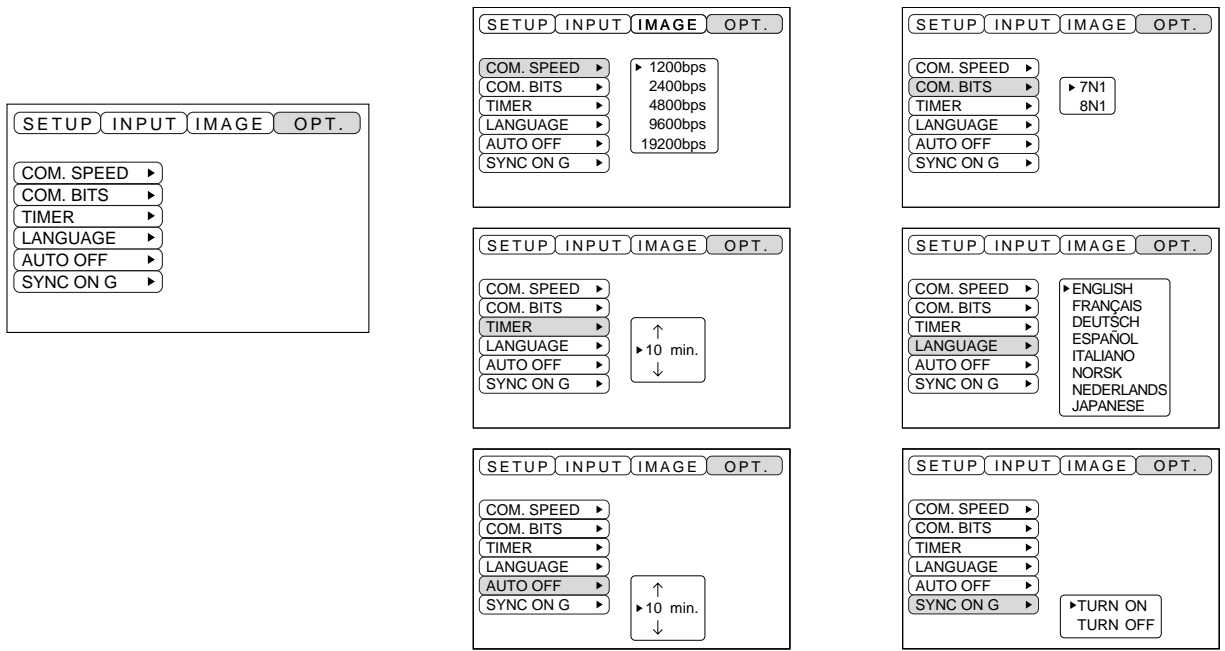 SETUP INPUT IMAGE OPT.
COM. SPEED
COM. BITS
TIMER
LANGUAGE
AUTO OFF
SYNC ON G
SETUP INPUT IMAGE OPT.
COM. SPEED 1200bps
COM. BITS 2400bps
TIMER 4800bps
LANGUAGE 9600bps
AUTO OFF 19200bps
SYNC ON G
SETUP INPUT IMAGE OPT.
COM. SPEED
COM. BITS 7N1
TIMER 8N1
LANGUAGE
AUTO OFF
SYNC ON G
SETUP INPUT IMAGE OPT.
COM. SPEED
COM. BITS
TIMER
LANGUAGE 10 min.
AUTO OFF
SYNC ON G
SETUP INPUT IMAGE OPT.
COM. SPEED
COM. BITS
TIMER
LANGUAGE
AUTO OFF
SYNC ON G
ENGLISH
FRANÇAIS
DEUTSCH
ESPAÑOL
ITALIANO
NORSK
NEDERLANDS
JAPANESE
SETUP INPUT IMAGE OPT.
COM. SPEED
COM. BITS
TIMER
LANGUAGE
AUTO OFF
SYNC ON G 10 min.
SETUP INPUT IMAGE OPT.
COM. SPEED
COM. BITS
TIMER
LANGUAGE
AUTO OFF
SYNC ON G TURN ON
TURN OFF